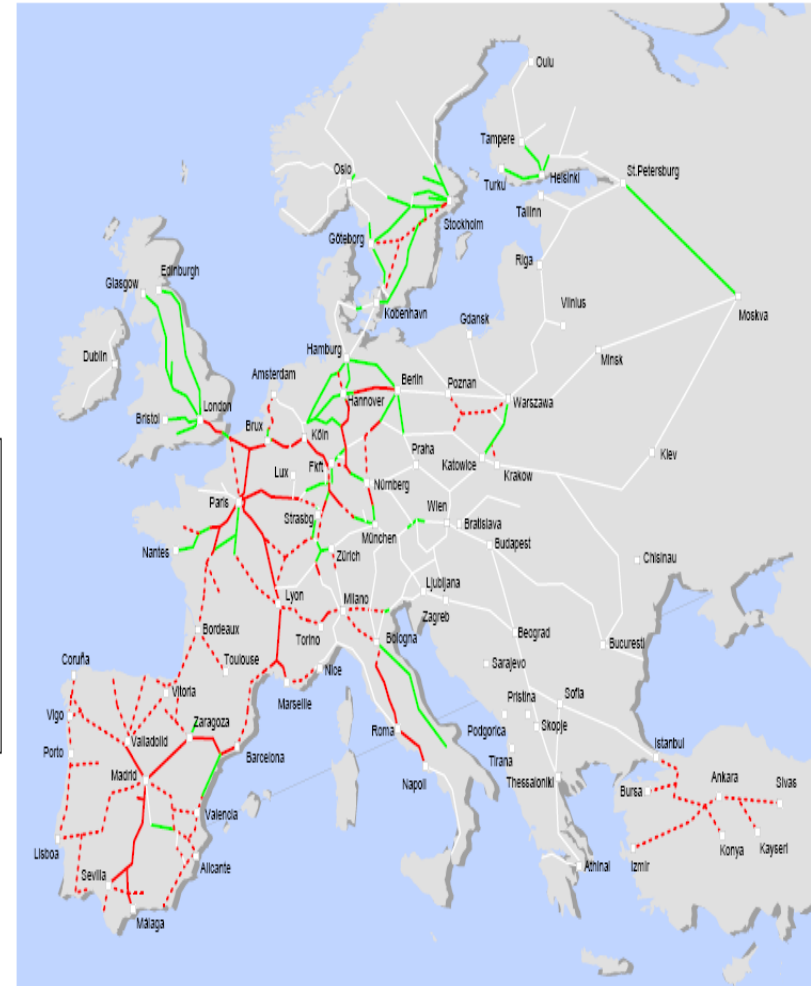 Oulu
Tampere
Turku
Helsinki
St.Petersburg
Oslo
Tallinn
Stockholm
Göteborg
Riga
Glasgow
Edinburgh
Kobenhavn
Vilnius
Moskva
Gdansk
Dublin
Hamburg
Minsk
Amsterdam
Berlin
Poznan
Hannover
Warszawa
Bristol
London
Brux
Köln
Praha
Katowice
Krakow
Kiev
Lux
Fkft
Nürnberg
Paris
Strasbg
Wien
Bratislava
München
Budapest
Nantes
Zürich
Chisinau
Lyon
Milano
Ljubljana
Zagreb
Bordeaux
Torino
Bologna
Beograd
Bucuresti
Coruña
Toulouse
Nice
Sarajevo
Vitoria
Marseille
Pristina
Sofia
Vigo
Zaragoza
Roma
Podgorica
Skopje
Valladolid
Barcelona
Porto
Tirana
Istanbul
Madrid
Napoli
Thessaloniki
Bursa
Ankara
Sivas
Valencia
Lisboa
Alicante
Izmir
Konya
Kayseri
Sevilla
Athinai
Málaga